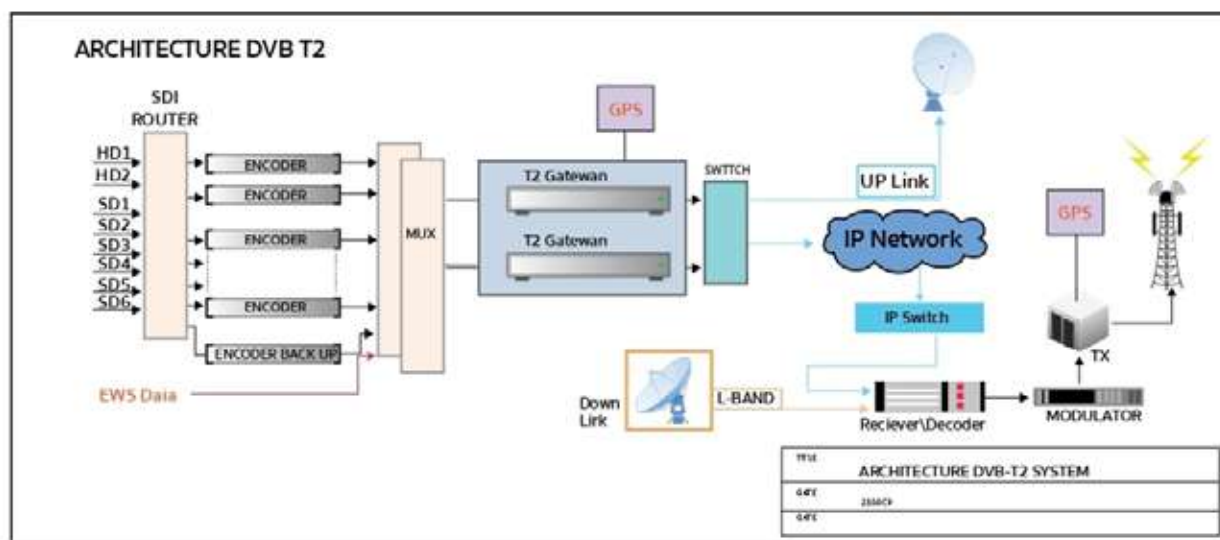 ARCHITECTURE DVB T2
SDI
ROUTER
HD1
HD2
SD1
SD2
SD3
SD4
SD5
SD6
ENCODER
ENCODER
ENCODER
ENCODER
ENCODER BACK UP
EWS Daia
MUX
GPS
T2 Gatewan
T2 Gatewan
SWTTCH
UP Link
IP Network
IP Switch
GPS
TX
Down
Link
L-BAND
Reciever\Decoder
MODULATOR
ARCHITECTURE DVB-T2 SYSTEM